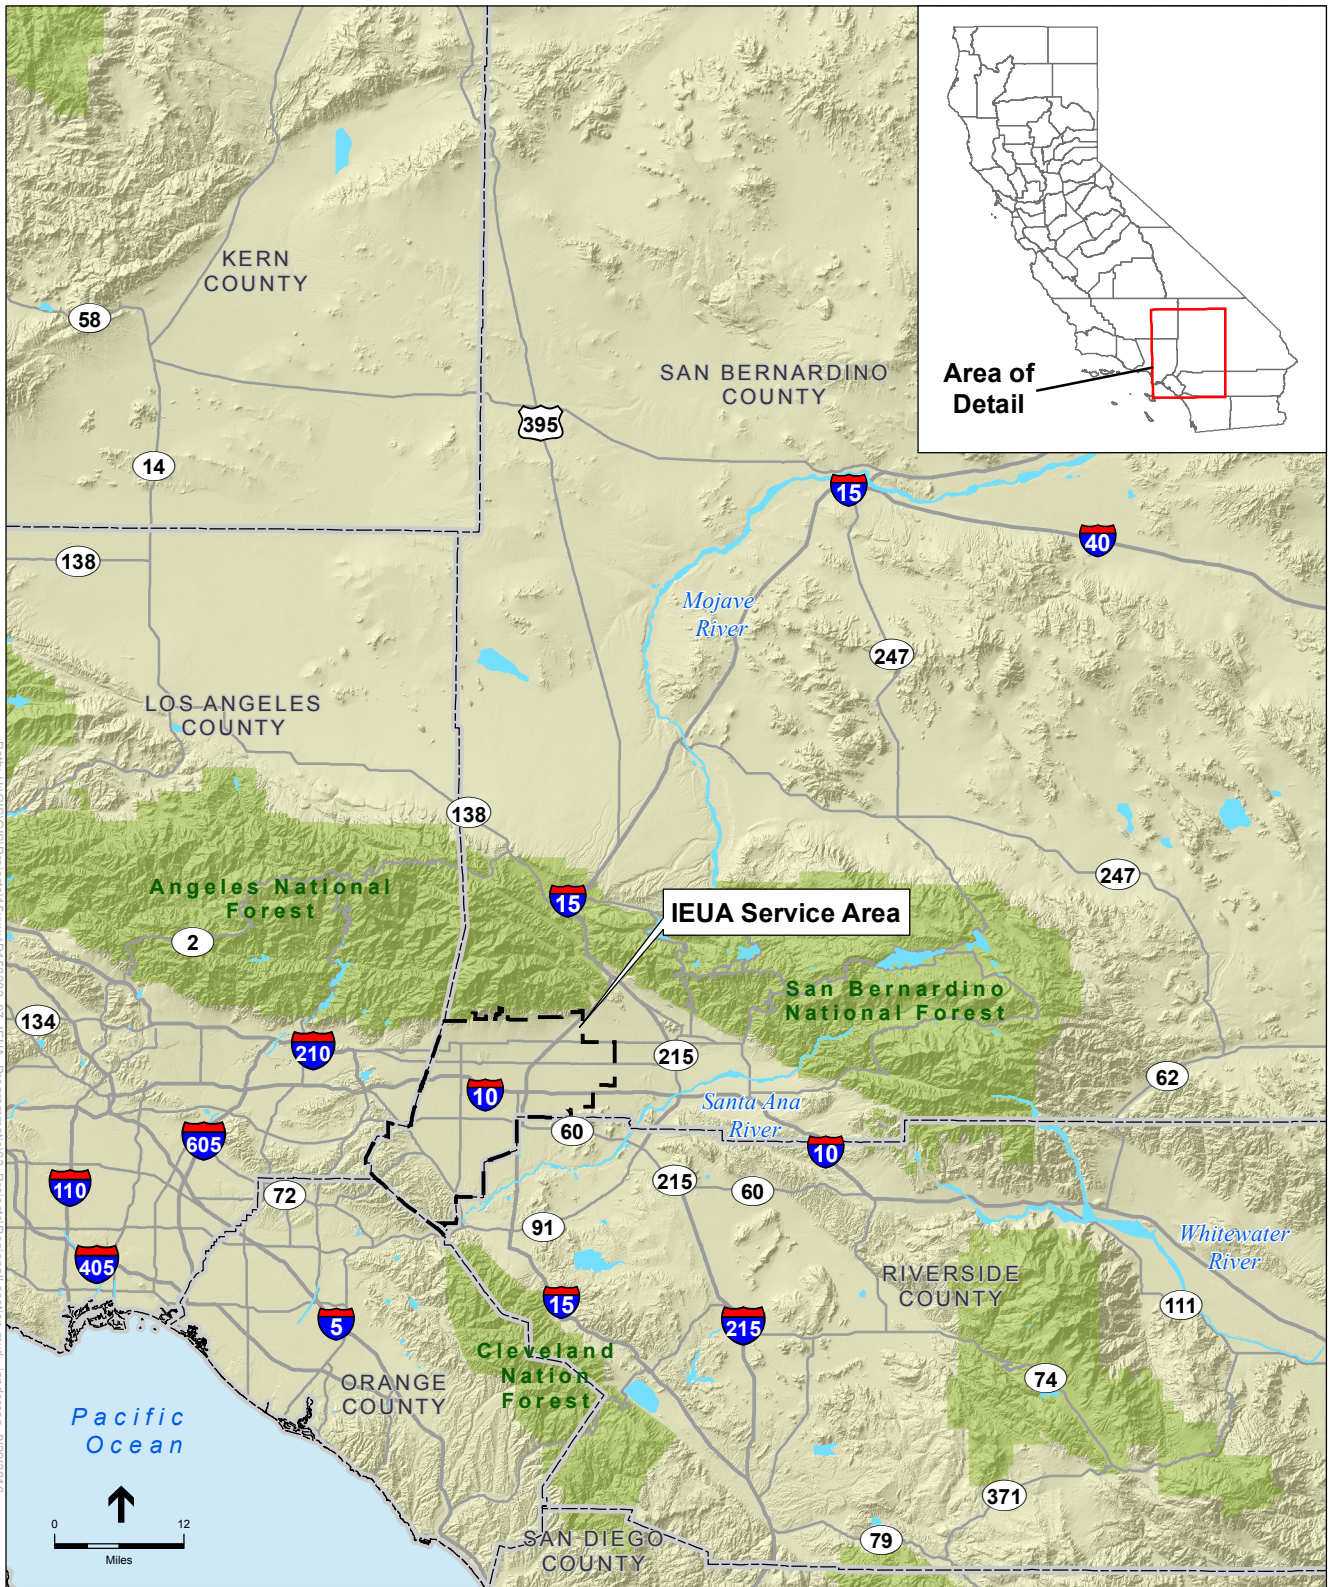 Area of
Detail
KERN
COUNTY
58
SAN BERNARDINO
COUNTY
395
14
15
40
138
Mojave
River
247
LOS ANGELES
COUNTY
138
247
Angeles National
Forest
15
IEUA Service Area
2
San Bernardino
National Forest
134
210
215
62
10
Santa Ana
River
60
605
10
110
72
215
60
91
Whitewater
River
405
RIVERSIDE
COUNTY
15
111
5
215
Cleveland
Nation
Forest
74
ORANGE
COUNTY
Pacific
Ocean
371
0 12
Miles
79
SAN DIEGO
COUNTY